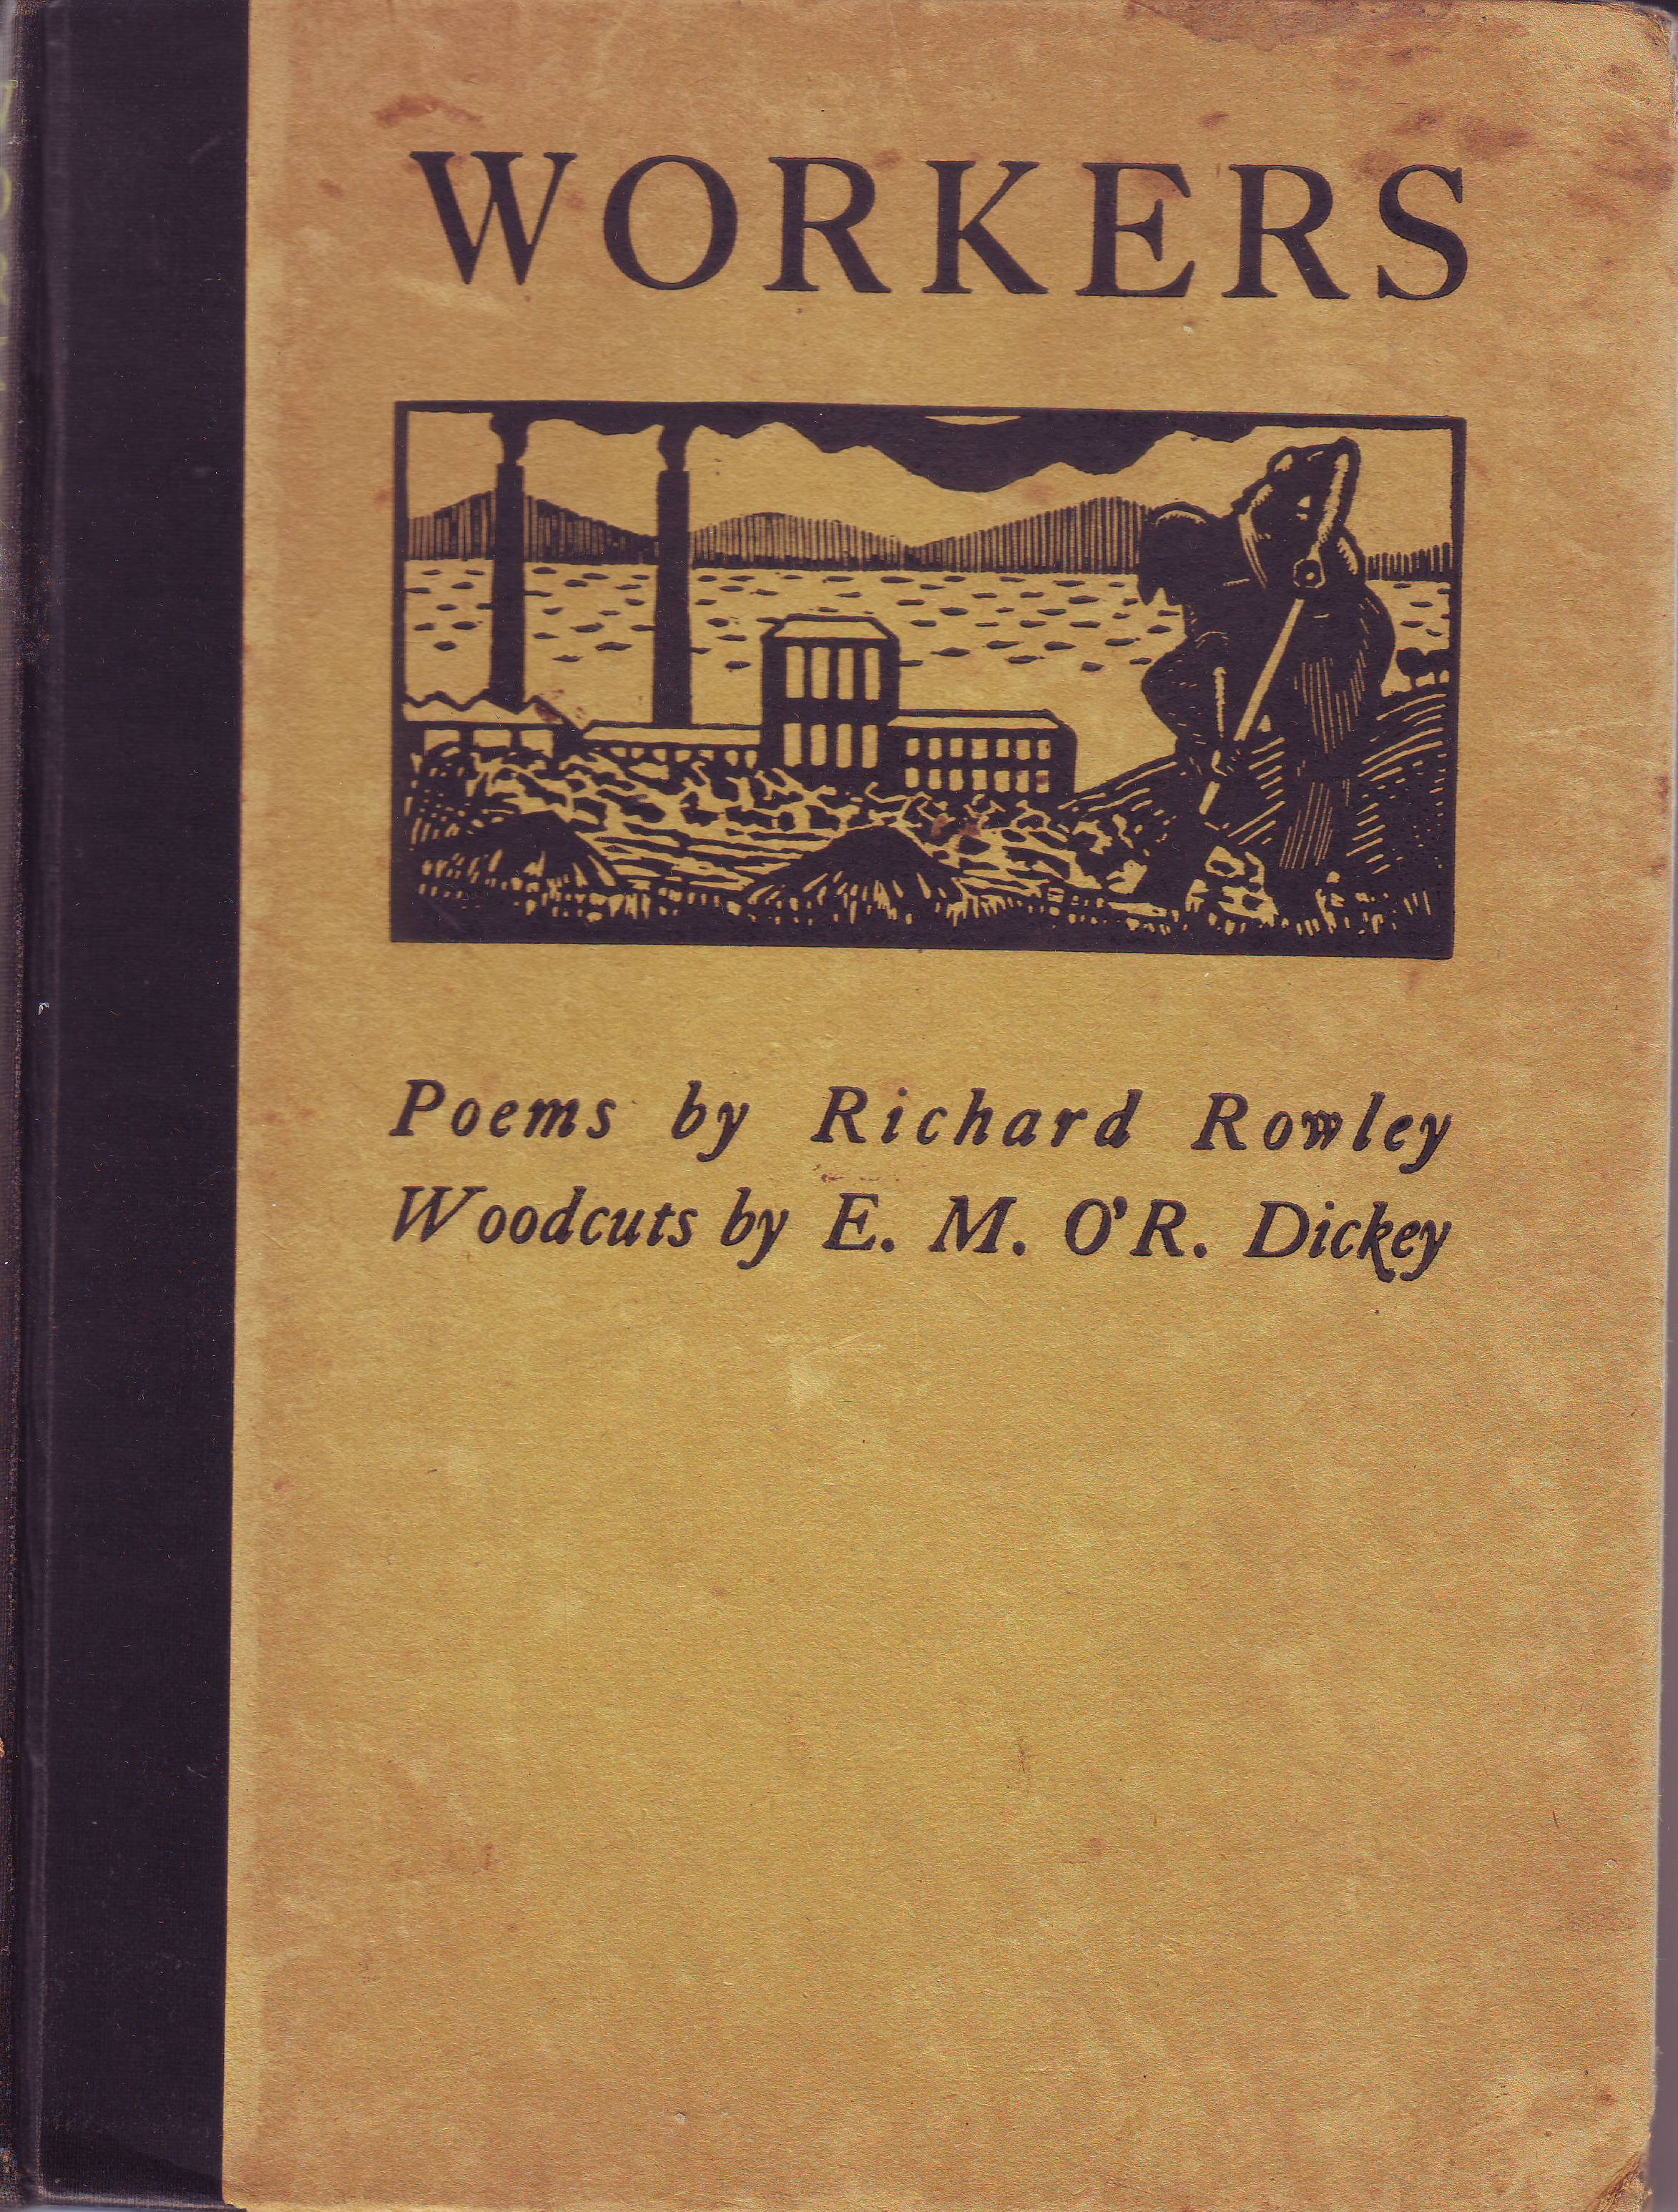 WORKERS
Poems by Richard Rowley
Woodcuts by E. M. O'R. Dickey